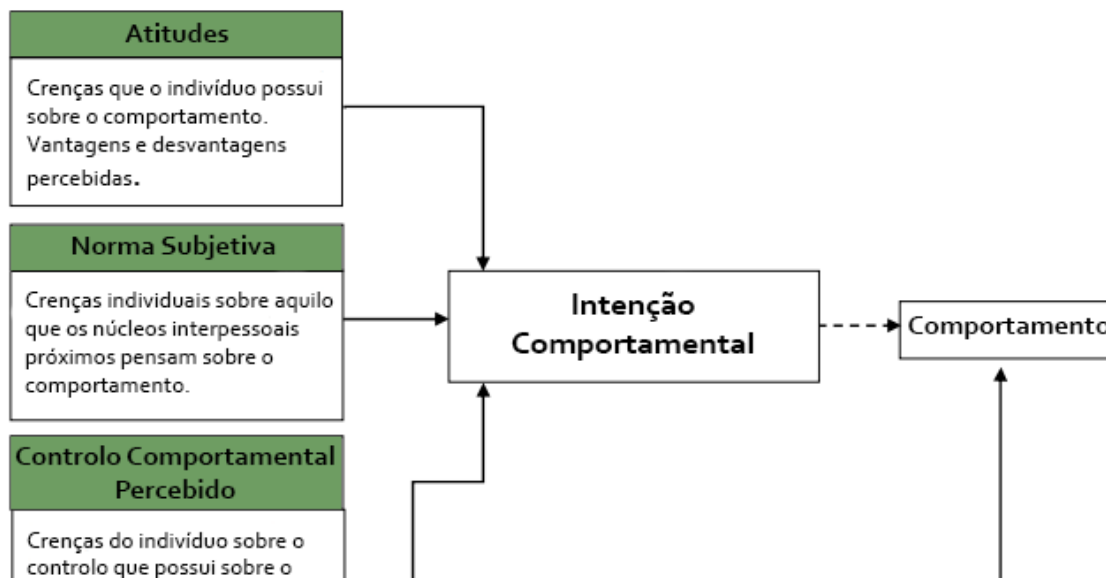 Atitudes
Crenças que o indivíduo possui
sobre o comportamento.
Vantagens e desvantagens
percebidas.
Norma Subjetiva
Crenças individuais sobre aquilo
que os núcleos interpessoais
próximos pensam sobre o
comportamento.
Controlo Comportamental
Percebido
Crenças do indivíduo sobre o
controlo que possui sobre o
Intenção
Comportamental
Comportamento